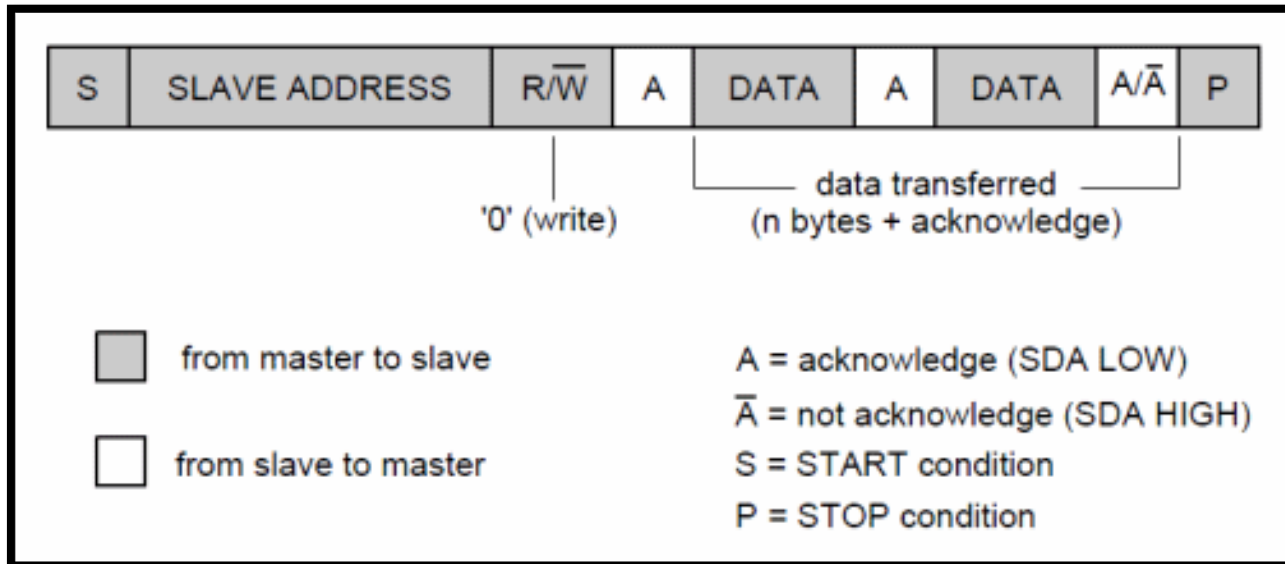 S SLAVE ADDRESS R/W̅ A DATA A DATA A/A̅ P
data transferred
'0' (write) (n bytes + acknowledge)
from master to slave
from slave to master
A = acknowledge (SDA LOW)
A̅ = not acknowledge (SDA HIGH)
S = START condition
P = STOP condition